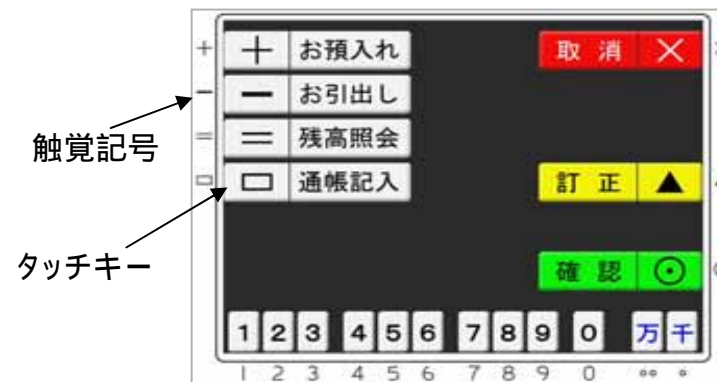 + + お預入れ 取 消 ×
- - お引出し
触覚記号
= = 残高照会
□ □ 通帳記入 訂 正 ▲
タッチキー
確 認 ⊙
1 2 3 4 5 6 7 8 9 0 万 千
1 2 3 4 5 6 7 8 9 0